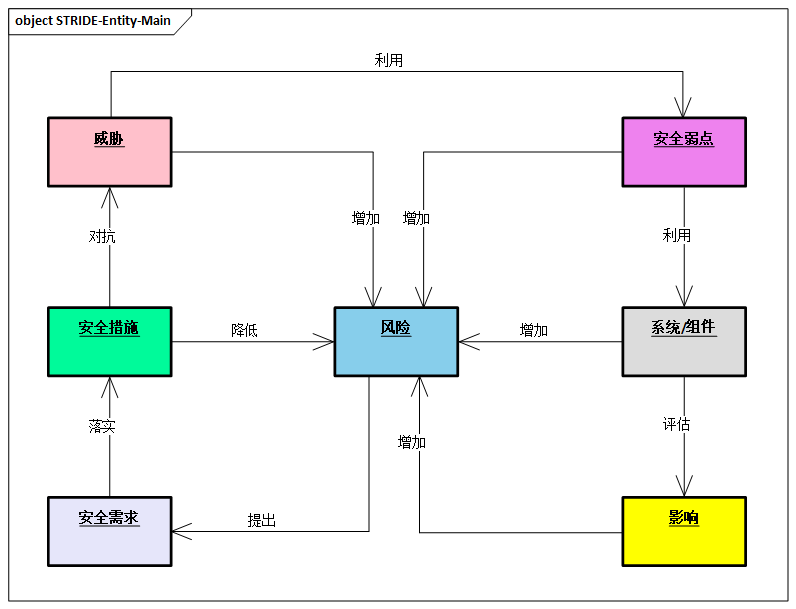 object STRIDE-Entity-Main
利用
威胁
安全弱点
增加
增加
对抗
利用
安全措施
降低
风险
增加
系统/组件
落实
增加
评估
安全需求
提出
影响